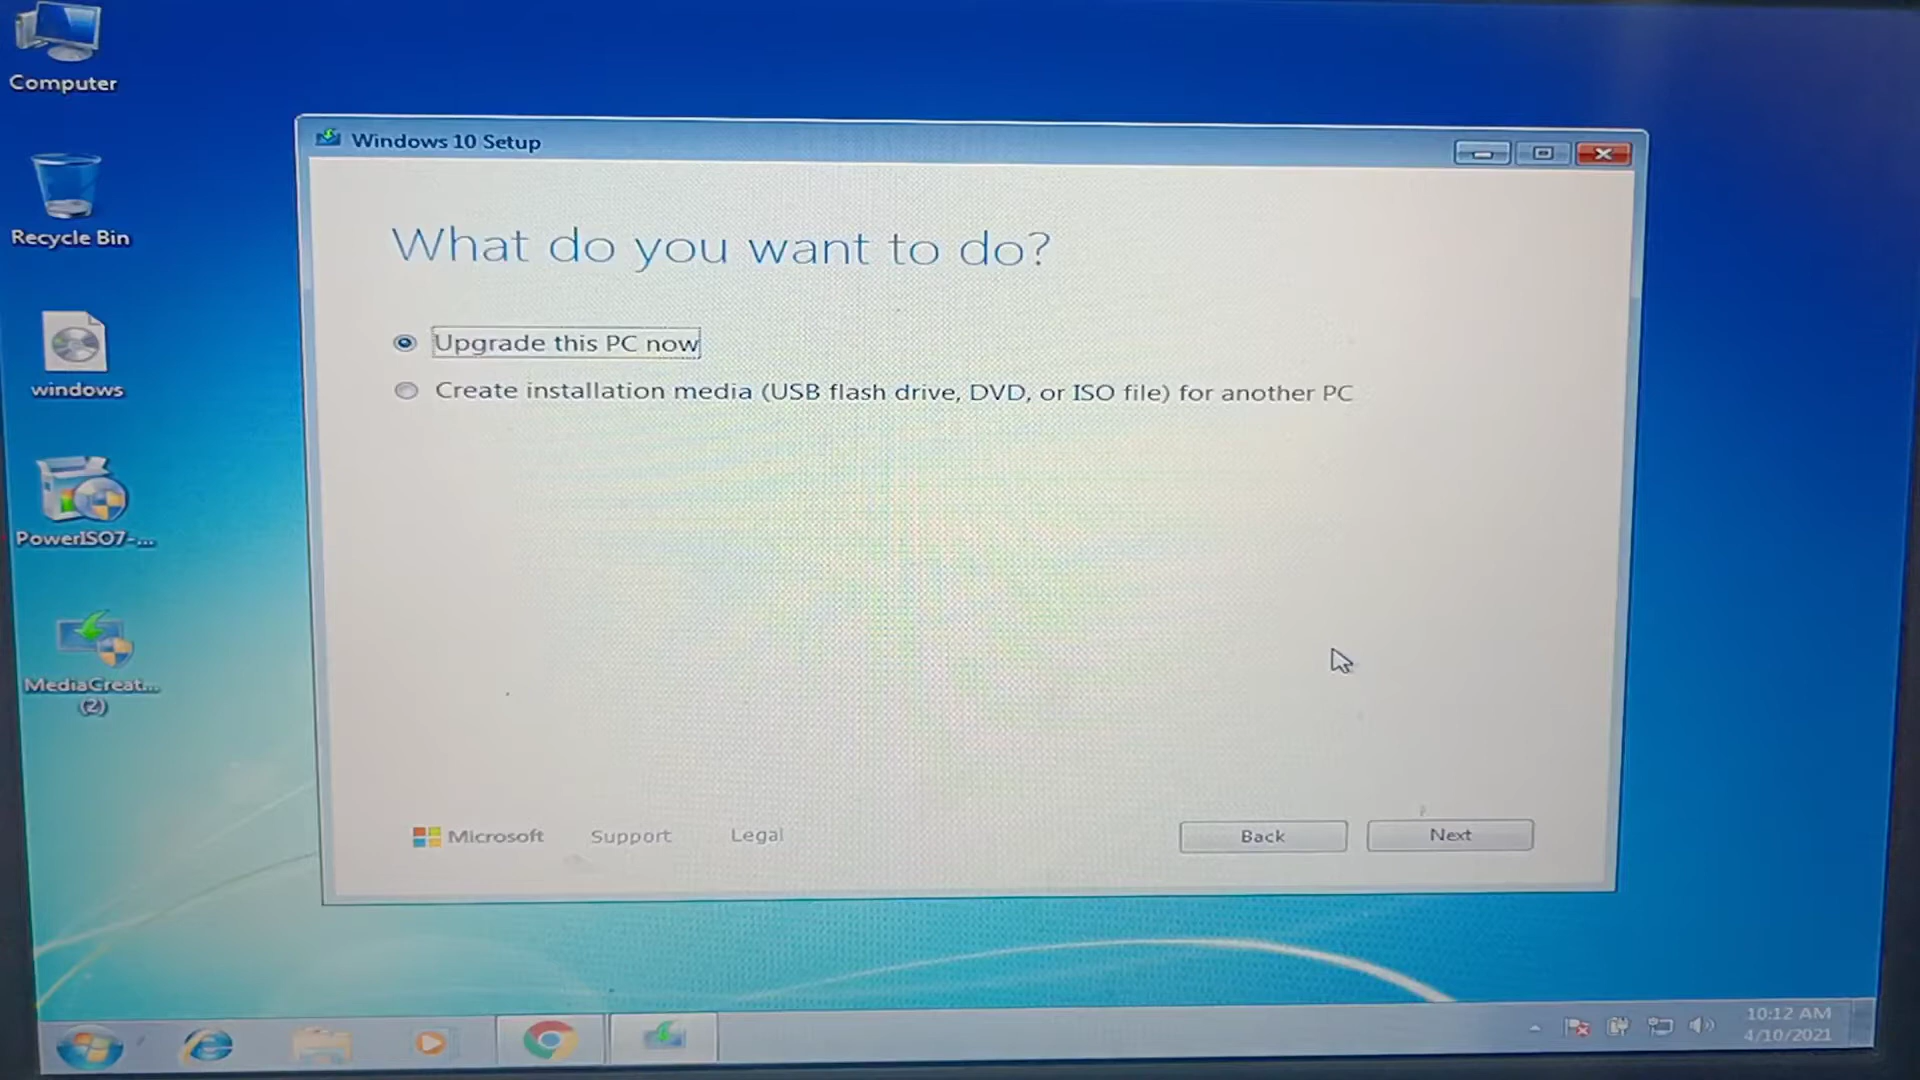 Computer
Recycle Bin
windows
PowerISO7-...
MediaCreat...
(2)
Windows 10 Setup
What do you want to do?
Upgrade this PC now
Create installation media (USB flash drive, DVD, or ISO file) for another PC
Microsoft Support Legal
Back Next
10:12 AM
4/10/2021